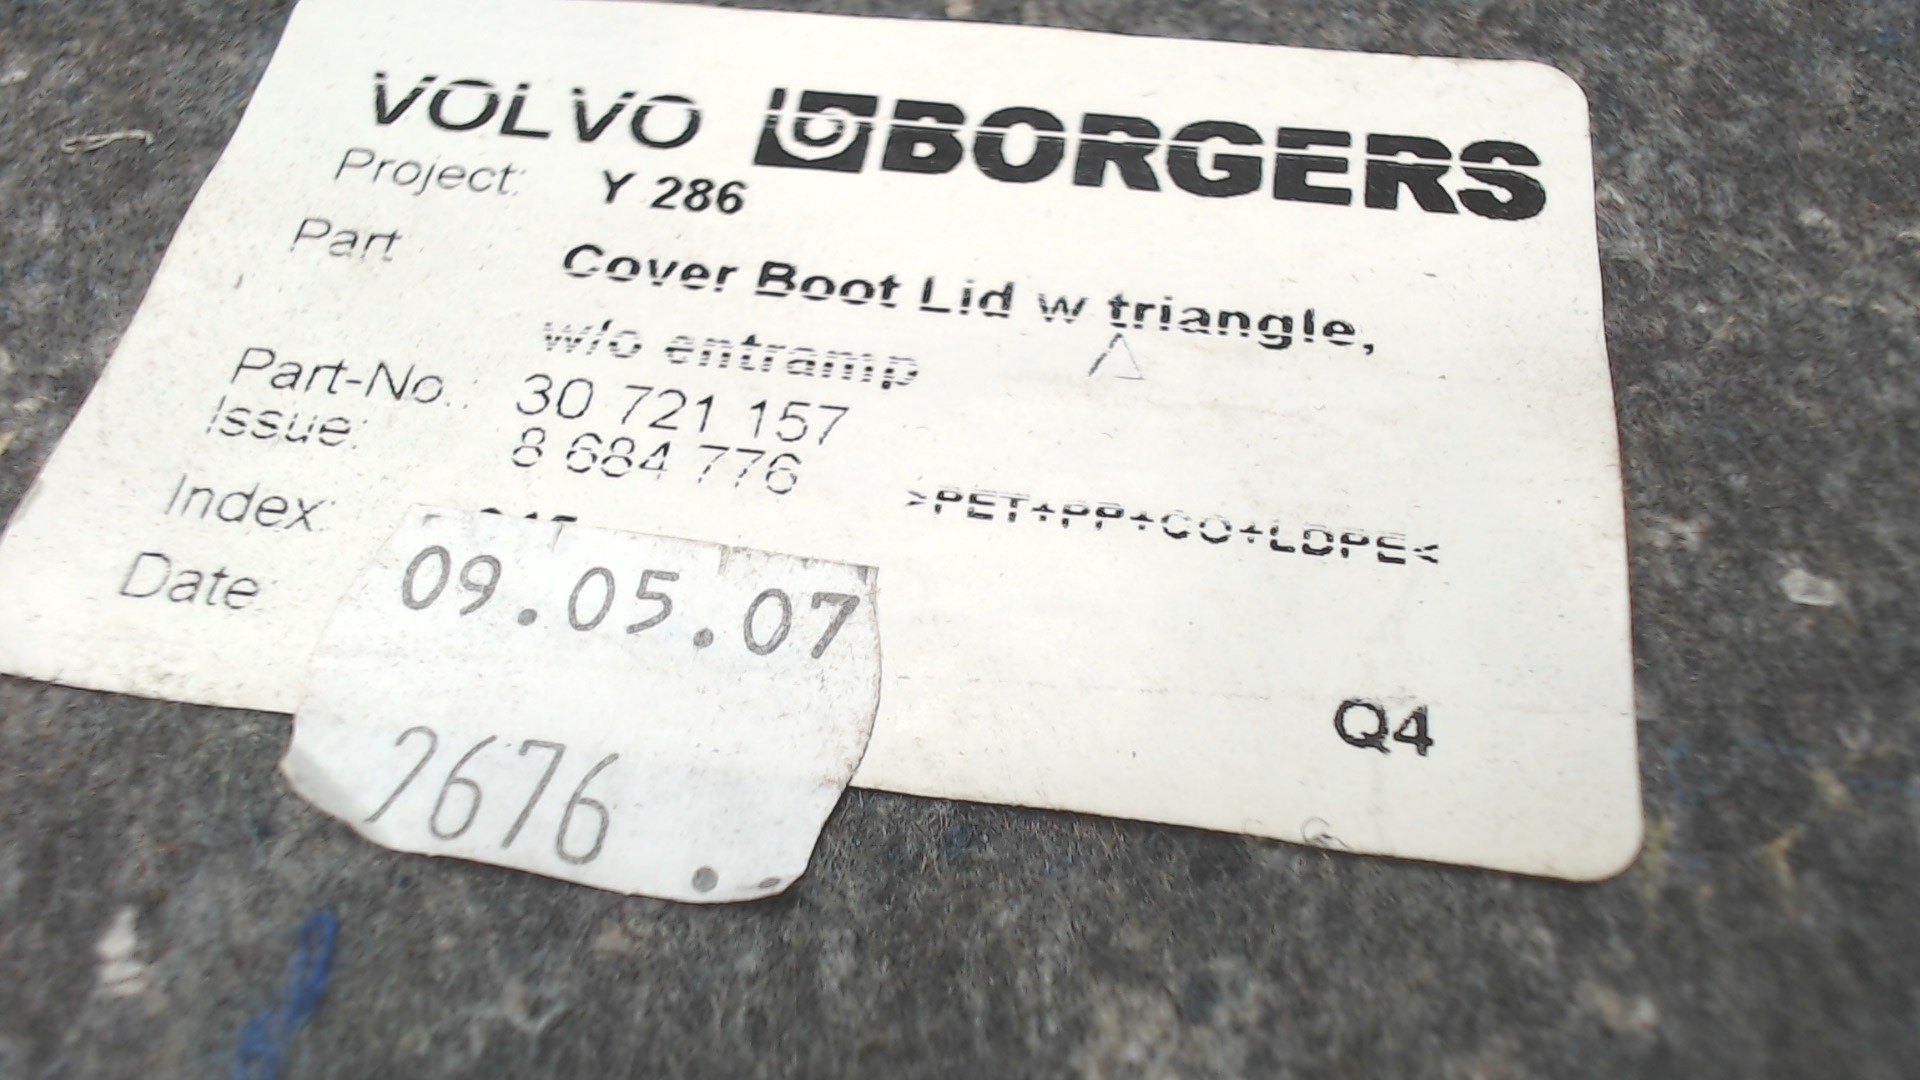 VOLVO BORGERS
Project: Y 286
Part Cover Boot Lid w triangle,
w/o entramp
Part-No.: 30 721 157
Issue: 8 684 776
>PET+PP+CO+LDPE<
Index:
Date: 09.05.07
7676
Q4